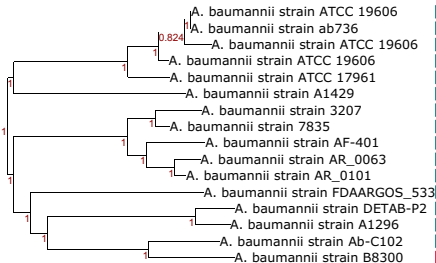 A. baumannii strain ATCC 19606
A. baumannii strain ab736
0.824
A. baumannii strain ATCC 19606
1
A. baumannii strain ATCC 19606
1
A. baumannii strain ATCC 17961
1
A. baumannii strain A1429
1
A. baumannii strain 3207
1
A. baumannii strain 7835
1
A. baumannii strain AF-401
1
A. baumannii strain AR_0063
1
A. baumannii strain AR_0101
1
A. baumannii strain FDAARGOS_533
1
A. baumannii strain DETAB-P2
1
A. baumannii strain A1296
1
A. baumannii strain Ab-C102
1
A. baumannii strain B8300